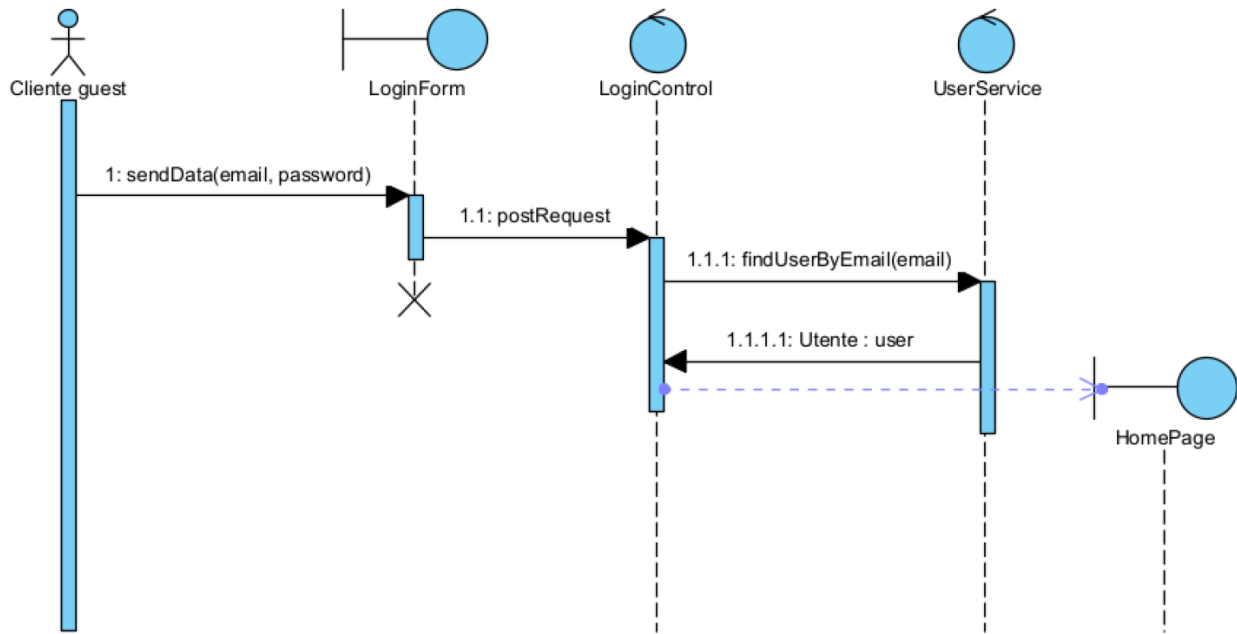 Cliente guest
LoginForm
LoginControl
UserService
1: sendData(email, password)
1.1: postRequest
1.1.1: findUserByEmail(email)
1.1.1.1: Utente : user
HomePage